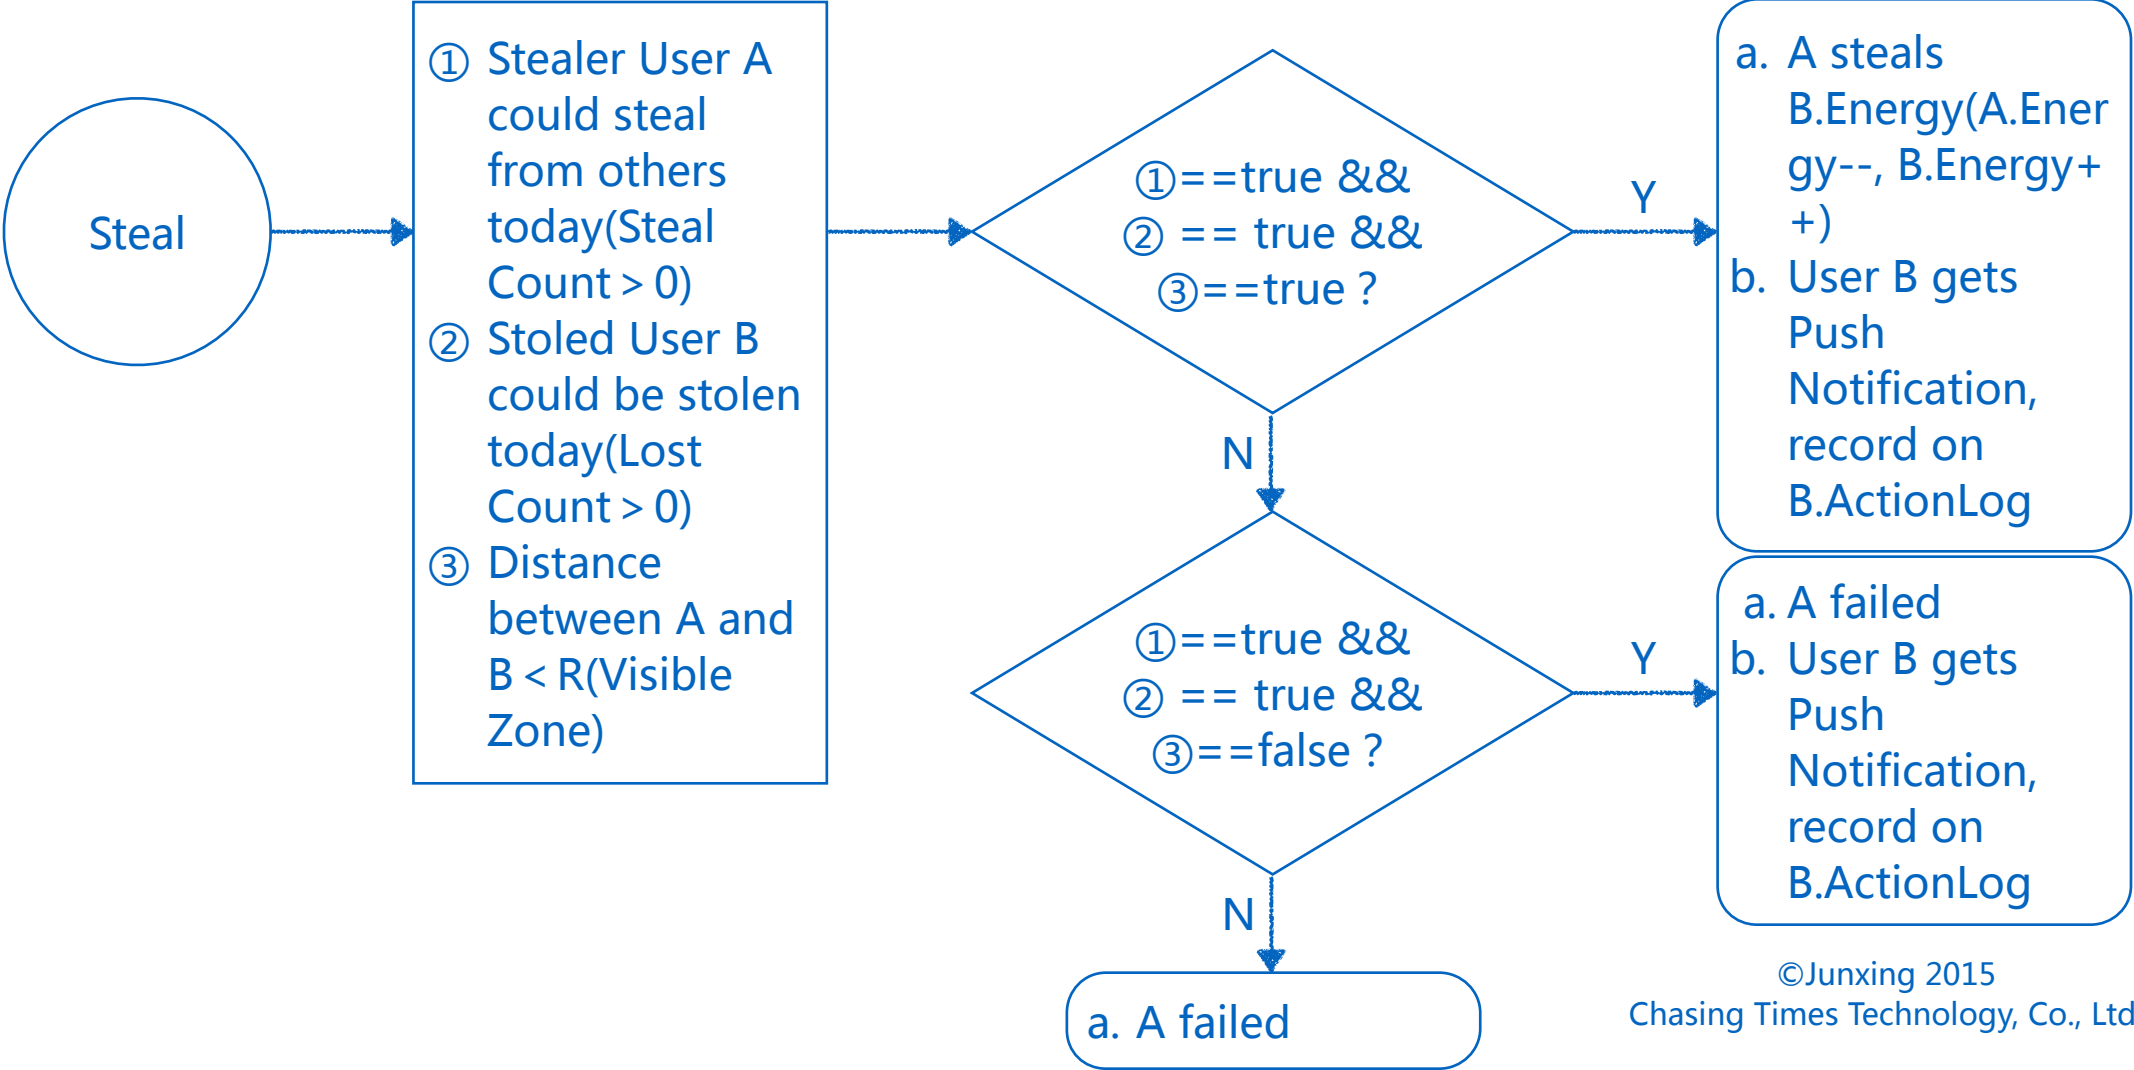 Steal
① Stealer User A
could steal
from others
today(Steal
Count > 0)
② Stoled User B
could be stolen
today(Lost
Count > 0)
③ Distance
between A and
B < R(Visible
Zone)
①==true &&
② == true &&
③==true ?
Y
N
a. A steals
B.Energy(A.Ener
gy--, B.Energy+
+)
b. User B gets
Push
Notification,
record on
B.ActionLog
①==true &&
② == true &&
③==false ?
Y
N
a. A failed
b. User B gets
Push
Notification,
record on
B.ActionLog
a. A failed
©Junxing 2015
Chasing Times Technology, Co., Ltd